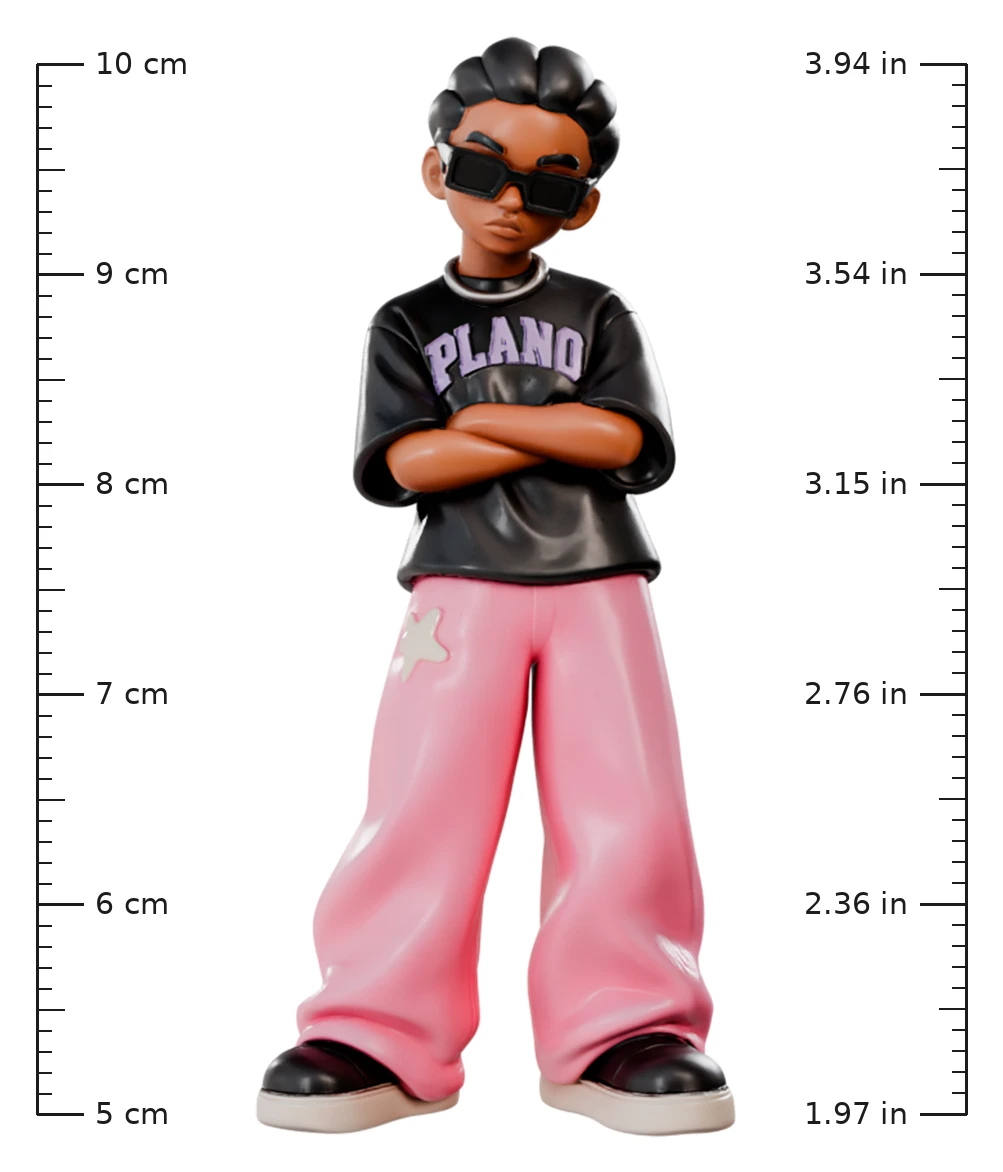 10 cm 3.94 in
9 cm 3.54 in
PLANO
8 cm 3.15 in
7 cm 2.76 in
6 cm 2.36 in
5 cm 1.97 in